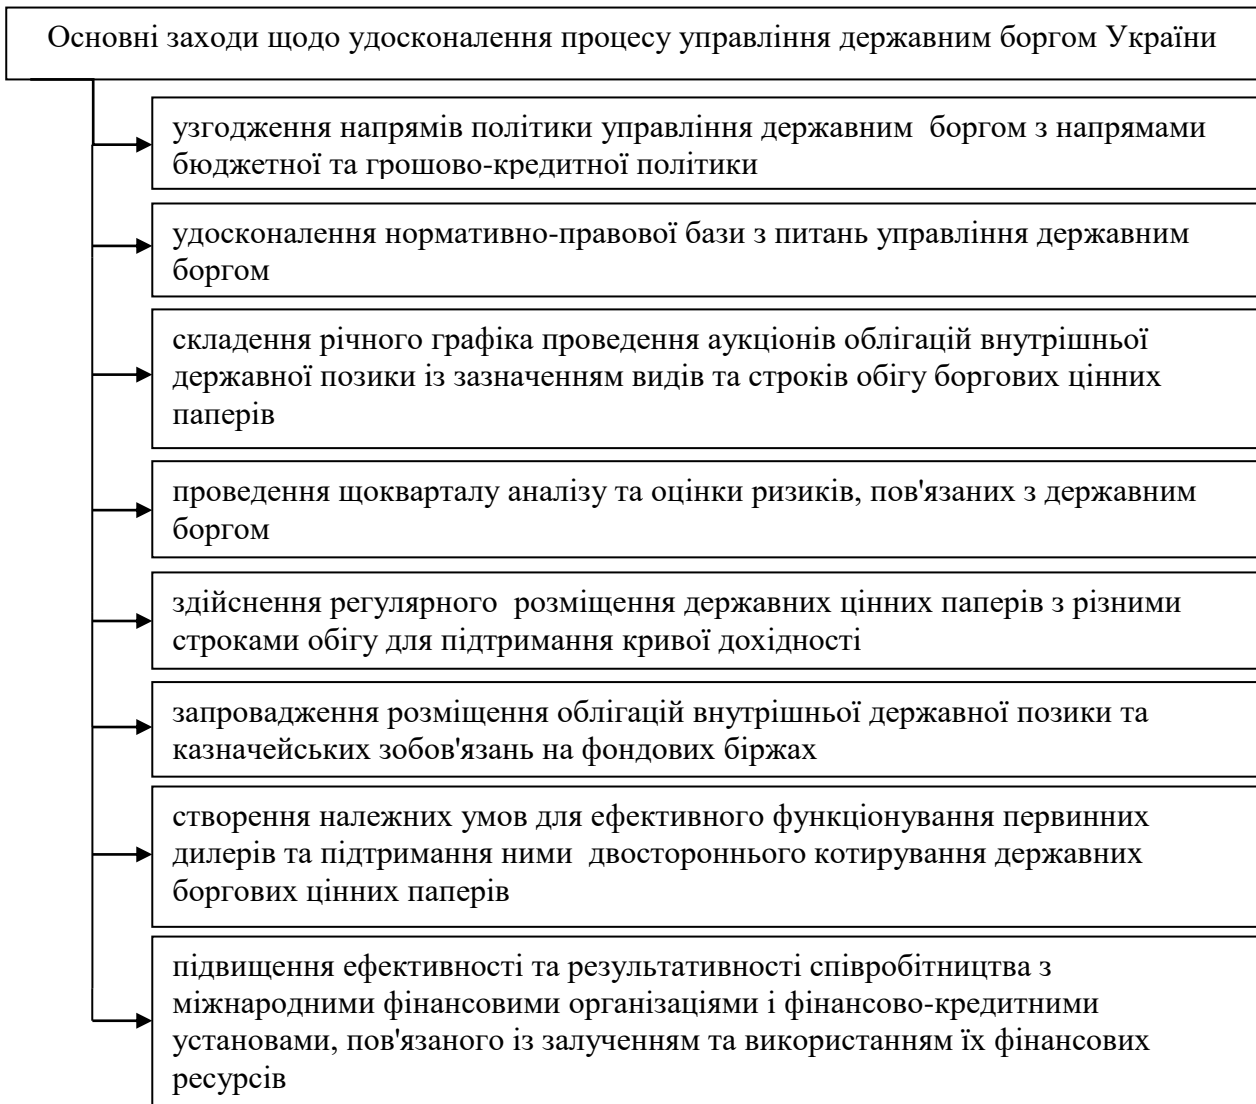 Основні заходи щодо удосконалення процесу управління державним боргом України
узгодження напрямів політики управління державним боргом з напрямами
бюджетної та грошово-кредитної політики
удосконалення нормативно-правової бази з питань управління державним
боргом
складення річного графіка проведення аукціонів облігацій внутрішньої
державної позики із зазначенням видів та строків обігу боргових цінних
паперів
проведення щокварталу аналізу та оцінки ризиків, пов'язаних з державним
боргом
здійснення регулярного розміщення державних цінних паперів з різними
строками обігу для підтримання кривої дохідності
запровадження розміщення облігацій внутрішньої державної позики та
казначейських зобов'язань на фондових біржах
створення належних умов для ефективного функціонування первинних
дилерів та підтримання ними двостороннього котирування державних
боргових цінних паперів
підвищення ефективності та результативності співробітництва з
міжнародними фінансовими організаціями і фінансово-кредитними
установами, пов'язаного із залученням та використанням їх фінансових
ресурсів